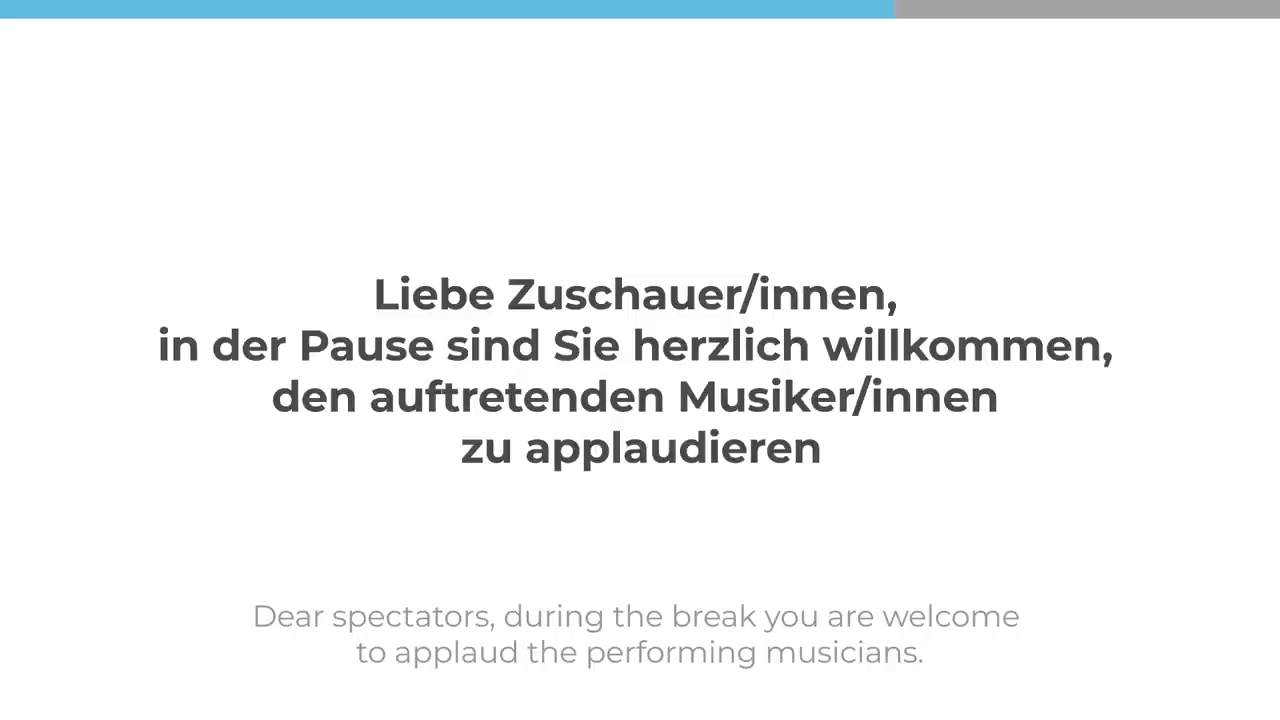 Liebe Zuschauer/innen,
in der Pause sind Sie herzlich willkommen,
den auftretenden Musiker/innen
zu applaudieren
Dear spectators, during the break you are welcome
to applaud the performing musicians.